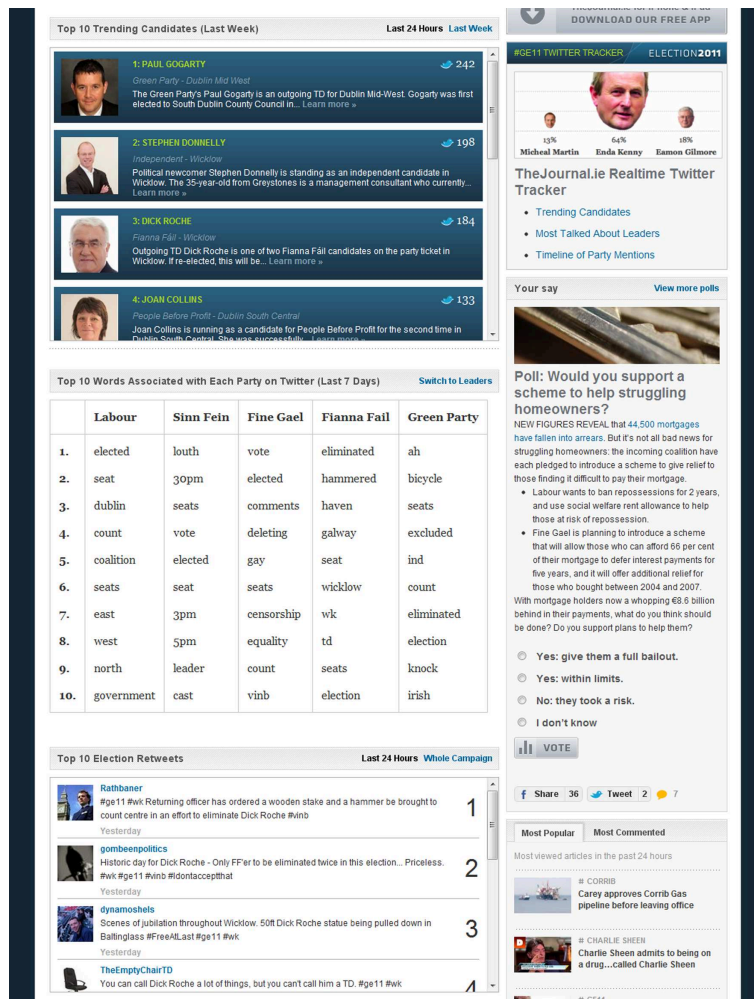 Top 10 Trending Candidates (Last Week)
Last 24 Hours Last Week
1: PAUL GOGARTY
242
Green Party - Dublin Mid West
The Green Party's Paul Gogarty is an outgoing TD for Dublin Mid-West. Gogarty was first
elected to South Dublin County Council in... Learn more »
2: STEPHEN DONNELLY
198
Independent - Wicklow
Political newcomer Stephen Donnelly is standing as an independent candidate in
Wicklow. The 35-year-old from Greystones is a management consultant who currently...
Learn more »
3: DICK ROCHE
184
Fianna Fáil - Wicklow
Outgoing TD Dick Roche is one of two Fianna Fáil candidates on the party ticket in
Wicklow. If re-elected, this will be... Learn more »
4: JOAN COLLINS
133
People Before Profit - Dublin South Central
Joan Collins is running as a candidate for People Before Profit for the second time in
Dublin South Central. She was successfully... Learn more »
Top 10 Words Associated with Each Party on Twitter (Last 7 Days)
Switch to Leaders
Labour Sinn Fein Fine Gael Fianna Fail Green Party
1. elected louth vote eliminated ah
2. seat 30pm elected hammered bicycle
3. dublin seats comments haven seats
4. count vote deleting galway excluded
5. coalition elected gay seat ind
6. seats seat seats wicklow count
7. east 3pm censorship wk eliminated
8. west 5pm equality td election
9. north leader count seats knock
10. government cast vinb election irish
Top 10 Election Retweets
Last 24 Hours Whole Campaign
Rathbaner
#ge11 #wk Returning officer has ordered a wooden stake and a hammer be brought to
count centre in an effort to eliminate Dick Roche #vinb
1
Yesterday
gombeenpolitics
Historic day for Dick Roche - Only FF'er to be eliminated twice in this election... Priceless.
#wk #ge11 #vinb #Idontacceptthat
2
Yesterday
dynamoshels
Scenes of jubilation throughout Wicklow. 50ft Dick Roche statue being pulled down in
Baltinglass #FreeAtLast #ge11 #wk
3
Yesterday
TheEmptyChairTD
You can call Dick Roche a lot of things, but you can't call him a TD. #ge11 #wk
4
DOWNLOAD OUR FREE APP
#GE11 TWITTER TRACKER
ELECTION2011
13% 64% 18%
Micheal Martin Enda Kenny Eamon Gilmore
TheJournal.ie Realtime Twitter
Tracker
Trending Candidates
Most Talked About Leaders
Timeline of Party Mentions
Your say
View more polls
Poll: Would you support a
scheme to help struggling
homeowners?
NEW FIGURES REVEAL that 44,500 mortgages
have fallen into arrears. But it's not all bad news for
struggling homeowners: the incoming coalition have
each pledged to introduce a scheme to give relief to
those finding it difficult to pay their mortgage.
Labour wants to ban repossessions for 2 years,
and use social welfare rent allowance to help
those at risk of repossession.
Fine Gael is planning to introduce a scheme
that will allow those who can afford 66 per cent
of their mortgage to defer interest payments for
five years, and it will offer additional relief for
those who bought between 2004 and 2007.
With mortgage holders now a whopping €8.6 billion
behind in their payments, what do you think should
be done? Do you support plans to help them?
Yes: give them a full bailout.
Yes: within limits.
No: they took a risk.
I don't know
VOTE
Share 36 Tweet 2 7
Most Popular Most Commented
Most viewed articles in the past 24 hours
# CORRIB
Carey approves Corrib Gas
pipeline before leaving office
# CHARLIE SHEEN
Charlie Sheen admits to being on
a drug...called Charlie Sheen